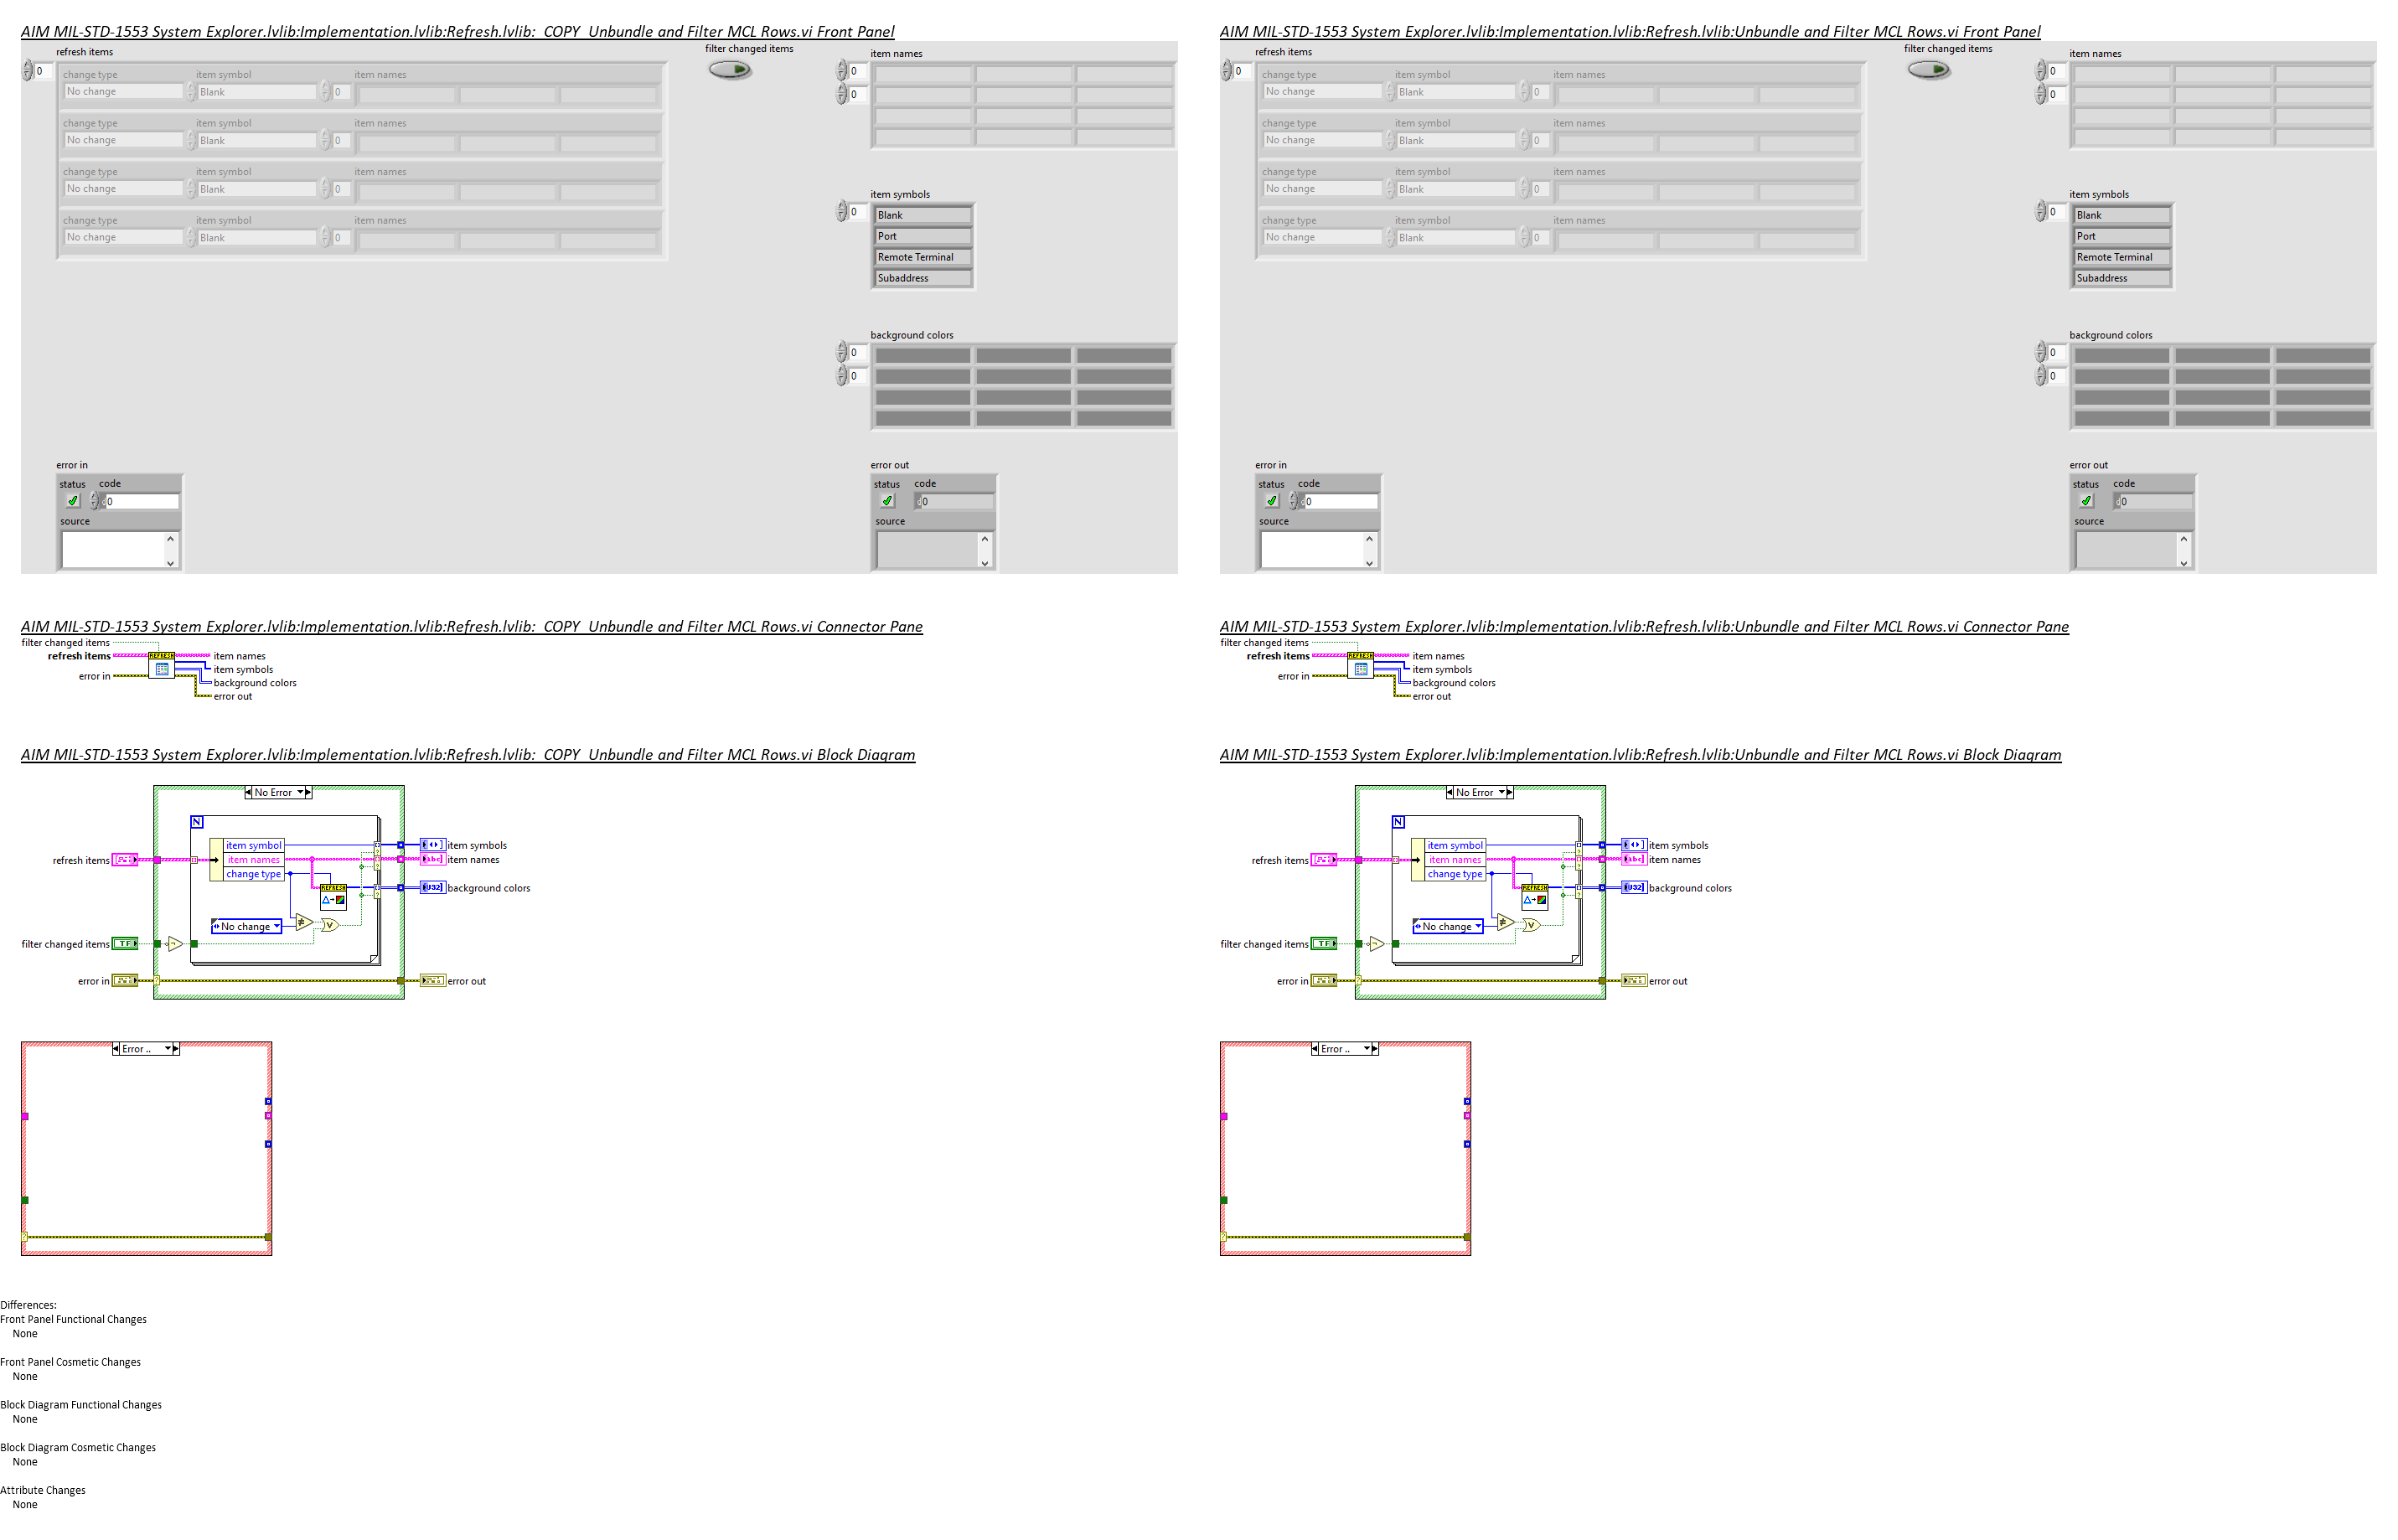 AIM MIL-STD-1553 System Explorer.lvlib:Implementation.lvlib:Refresh.lvlib:  COPY  Unbundle and Filter MCL Rows.vi Front Panel
refresh items
filter changed items
item names
0
0
0
change type item symbol item names
No change Blank 0
change type item symbol item names
No change Blank 0
change type item symbol item names
No change Blank 0
change type item symbol item names
No change Blank 0
item symbols
0
Blank
Port
Remote Terminal
Subaddress
background colors
0
0
error in
status code
0
source
error out
status code
0
source
AIM MIL-STD-1553 System Explorer.lvlib:Implementation.lvlib:Refresh.lvlib:Unbundle and Filter MCL Rows.vi Front Panel
refresh items
filter changed items
item names
0
0
0
change type item symbol item names
No change Blank 0
change type item symbol item names
No change Blank 0
change type item symbol item names
No change Blank 0
change type item symbol item names
No change Blank 0
item symbols
0
Blank
Port
Remote Terminal
Subaddress
background colors
0
0
error in
status code
0
source
error out
status code
0
source
AIM MIL-STD-1553 System Explorer.lvlib:Implementation.lvlib:Refresh.lvlib:  COPY  Unbundle and Filter MCL Rows.vi Connector Pane
filter changed items
refresh items
error in
REFRESH
item names
item symbols
background colors
error out
AIM MIL-STD-1553 System Explorer.lvlib:Implementation.lvlib:Refresh.lvlib:Unbundle and Filter MCL Rows.vi Connector Pane
filter changed items
refresh items
error in
REFRESH
item names
item symbols
background colors
error out
AIM MIL-STD-1553 System Explorer.lvlib:Implementation.lvlib:Refresh.lvlib:  COPY  Unbundle and Filter MCL Rows.vi Block Diagram
No Error
N
refresh items
item symbol
item names
change type
REFRESH
No change
filter changed items
TF
error in
item symbols
abc
item names
U32
background colors
error out
Error ..
AIM MIL-STD-1553 System Explorer.lvlib:Implementation.lvlib:Refresh.lvlib:Unbundle and Filter MCL Rows.vi Block Diagram
No Error
N
refresh items
item symbol
item names
change type
REFRESH
No change
filter changed items
TF
error in
item symbols
abc
item names
U32
background colors
error out
Error ..
Differences:
Front Panel Functional Changes
None
Front Panel Cosmetic Changes
None
Block Diagram Functional Changes
None
Block Diagram Cosmetic Changes
None
Attribute Changes
None